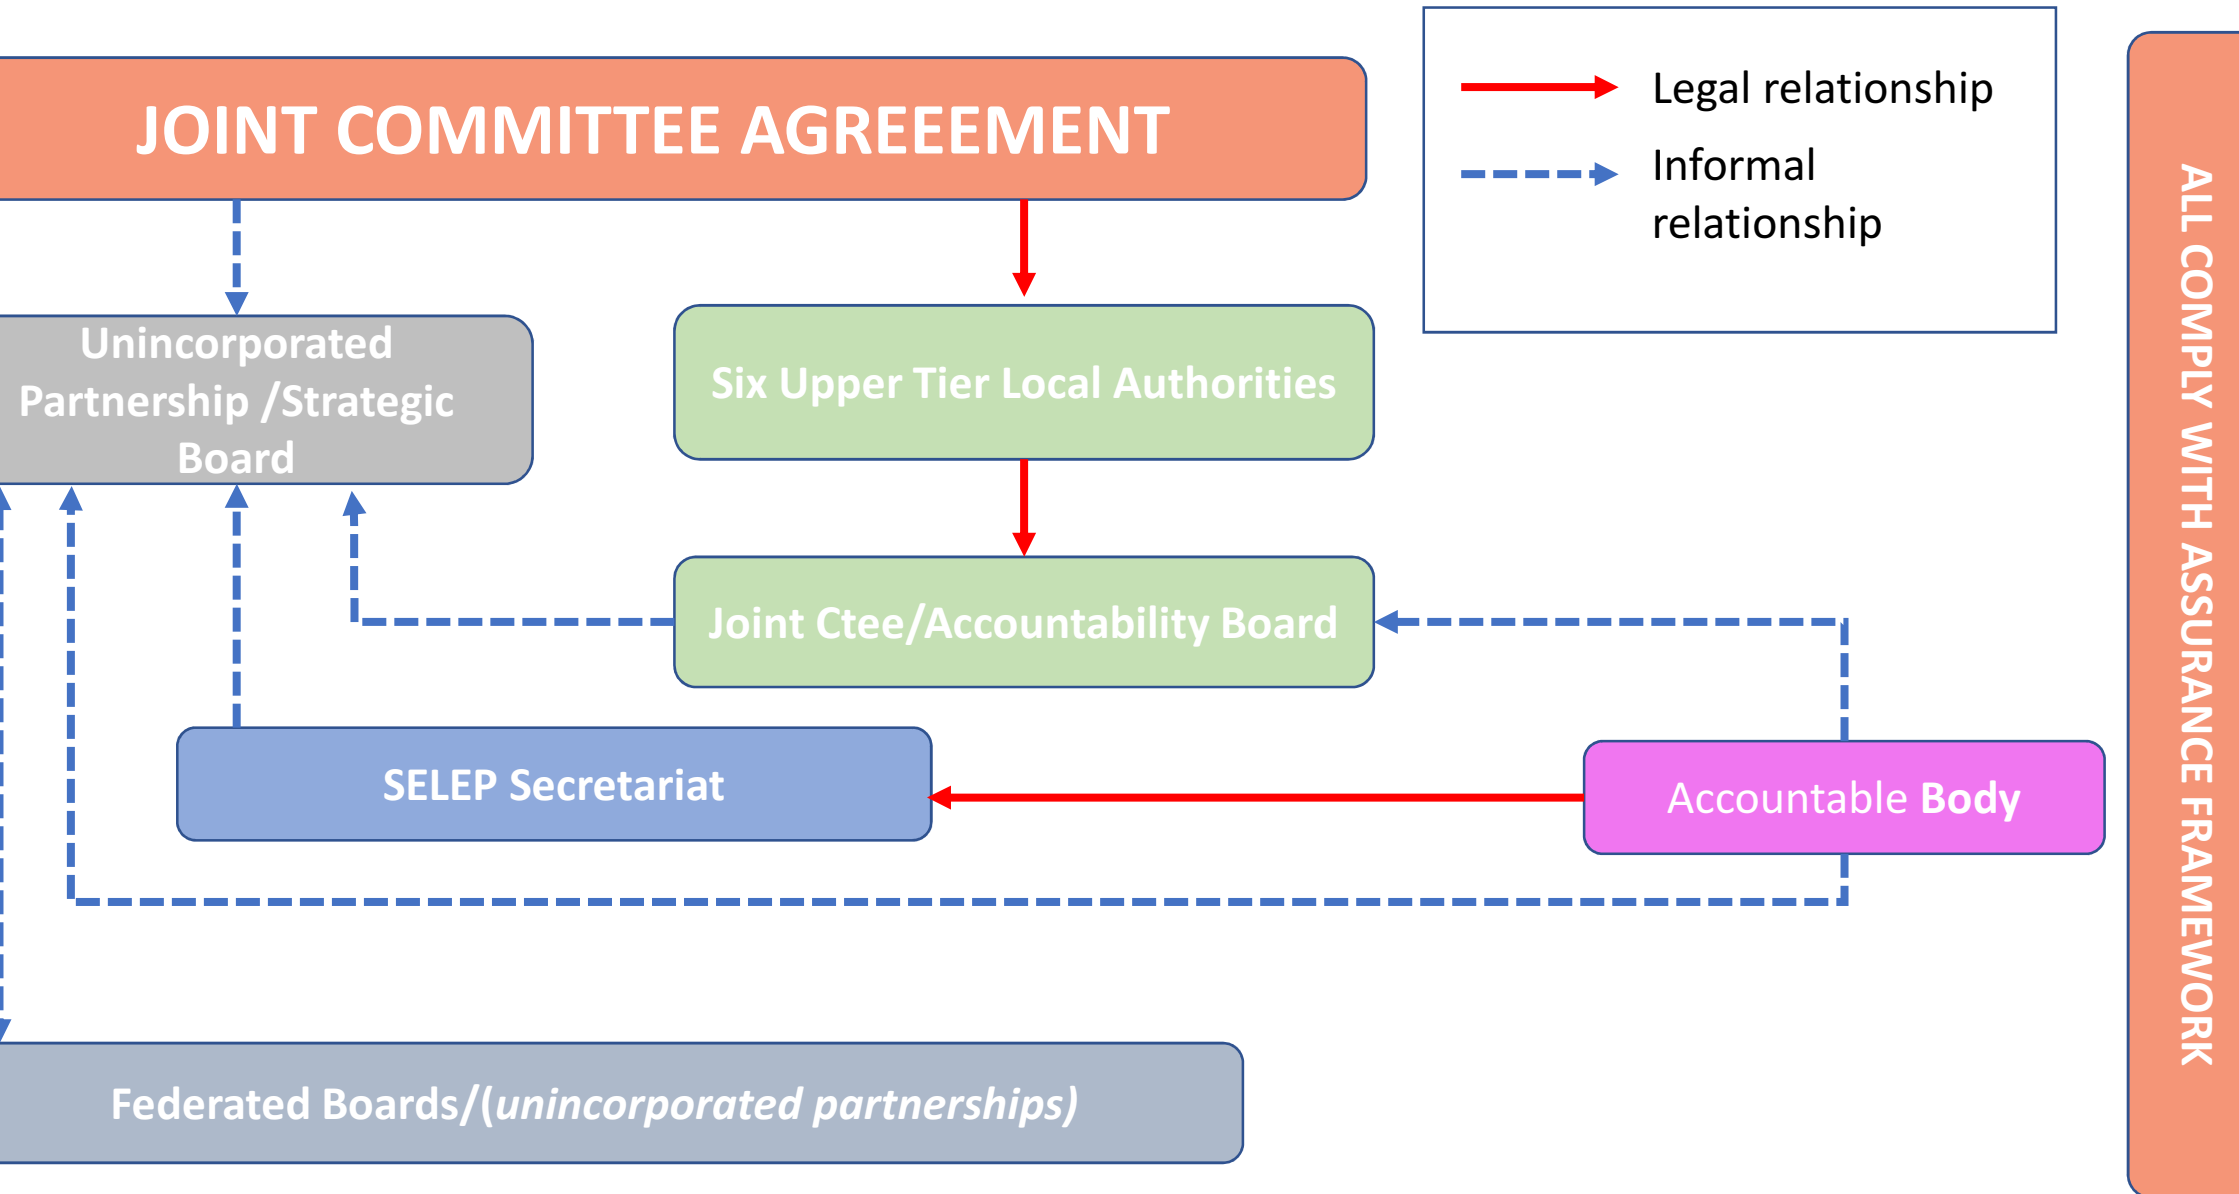 JOINT COMMITTEE AGREEEMENT
Legal relationship
Informal
relationship
Unincorporated
Partnership /Strategic
Board
Six Upper Tier Local Authorities
Joint Ctee/Accountability Board
SELEP Secretariat
Accountable Body
Federated Boards/(unincorporated partnerships)
ALL COMPLY WITH ASSURANCE FRAMEWORK